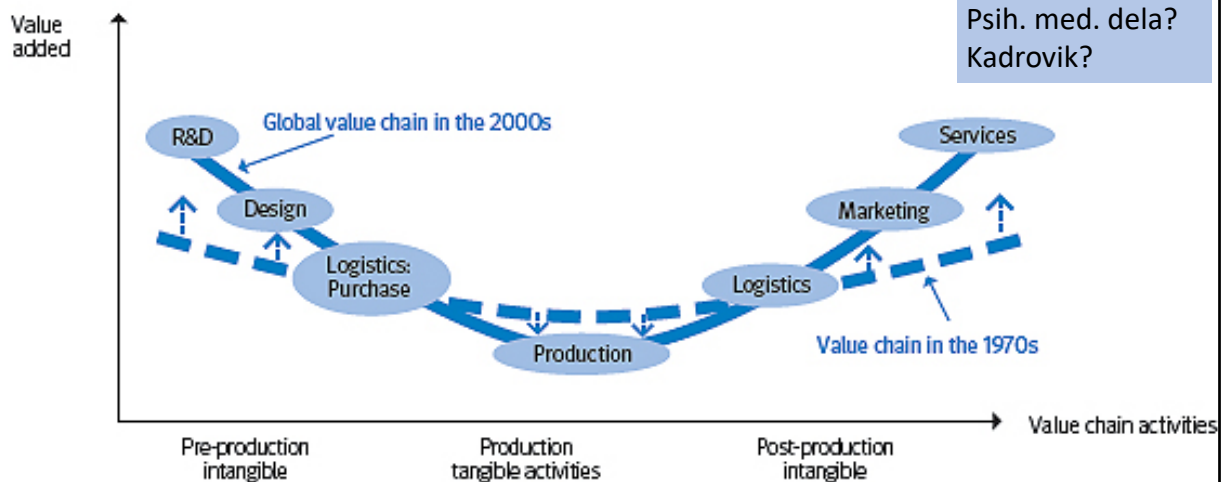 Value
added
Psih. med. dela?
Kadrovik?
Global value chain in the 2000s
R&D
Services
Design
Marketing
Logistics:
Purchase
Logistics
Production
Value chain in the 1970s
Value chain activities
Pre-production
intangible
Production
tangible activities
Post-production
intangible